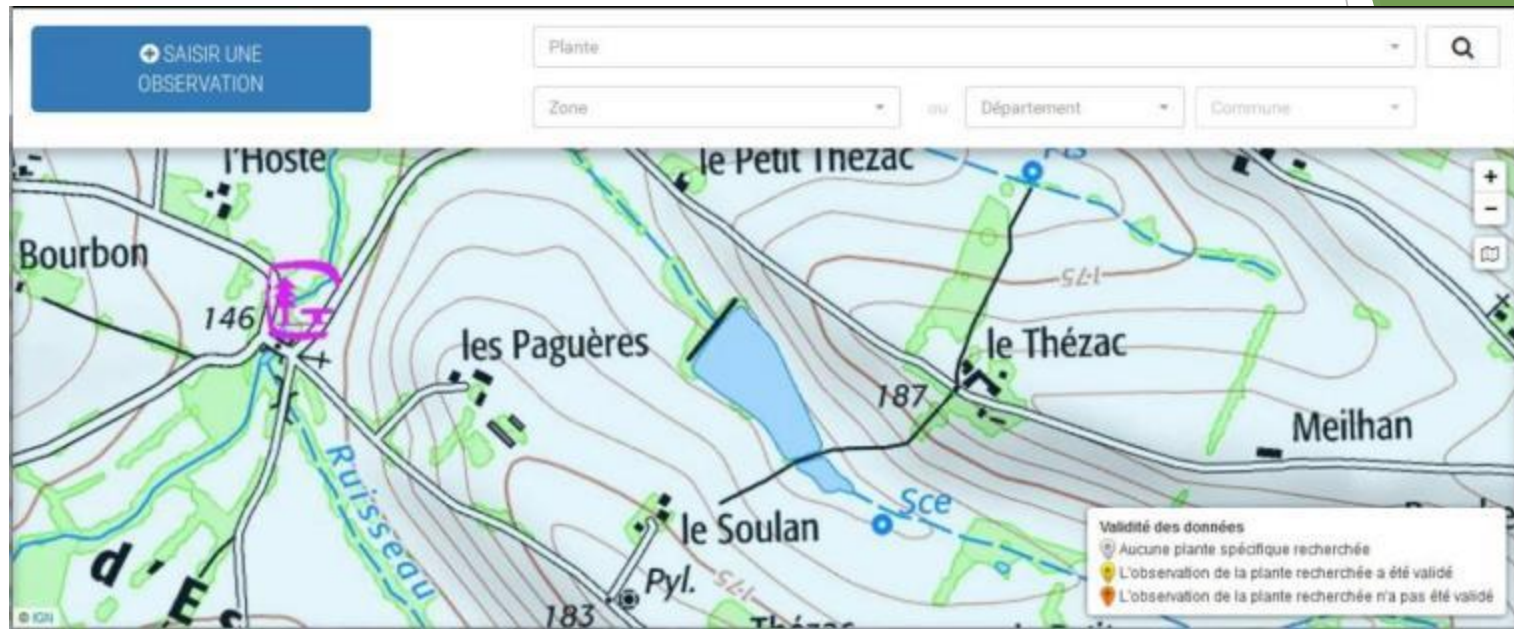 SAISIR UNE
OBSERVATION
Plante
Zone
ou
Département
Commune
l'Hoste
le Petit Thézac
+
−
Bourbon
175
146
les Paguères
le Thézac
187
Meilhan
Ruisseau
Sce
le Soulan
Pyl.
175
183
d'Es
Validité des données
Aucune plante spécifique recherchée
L'observation de la plante recherchée a été validé
L'observation de la plante recherchée n'a pas été validé
© IGN